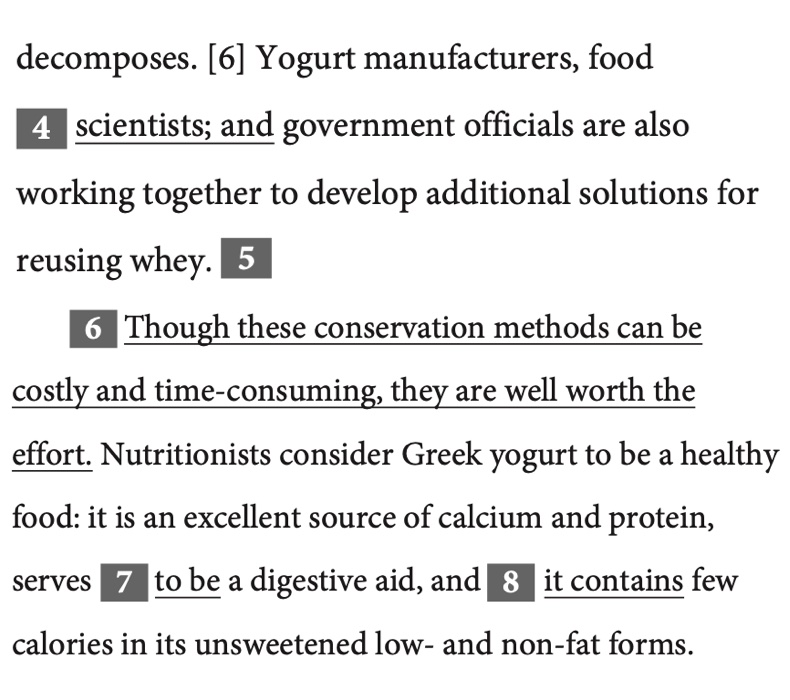 decomposes. [6] Yogurt manufacturers, food
4 scientists; and government officials are also
working together to develop additional solutions for
reusing whey. 5
6 Though these conservation methods can be
costly and time-consuming, they are well worth the
effort. Nutritionists consider Greek yogurt to be a healthy
food: it is an excellent source of calcium and protein,
serves 7 to be a digestive aid, and 8 it contains few
calories in its unsweetened low- and non-fat forms.